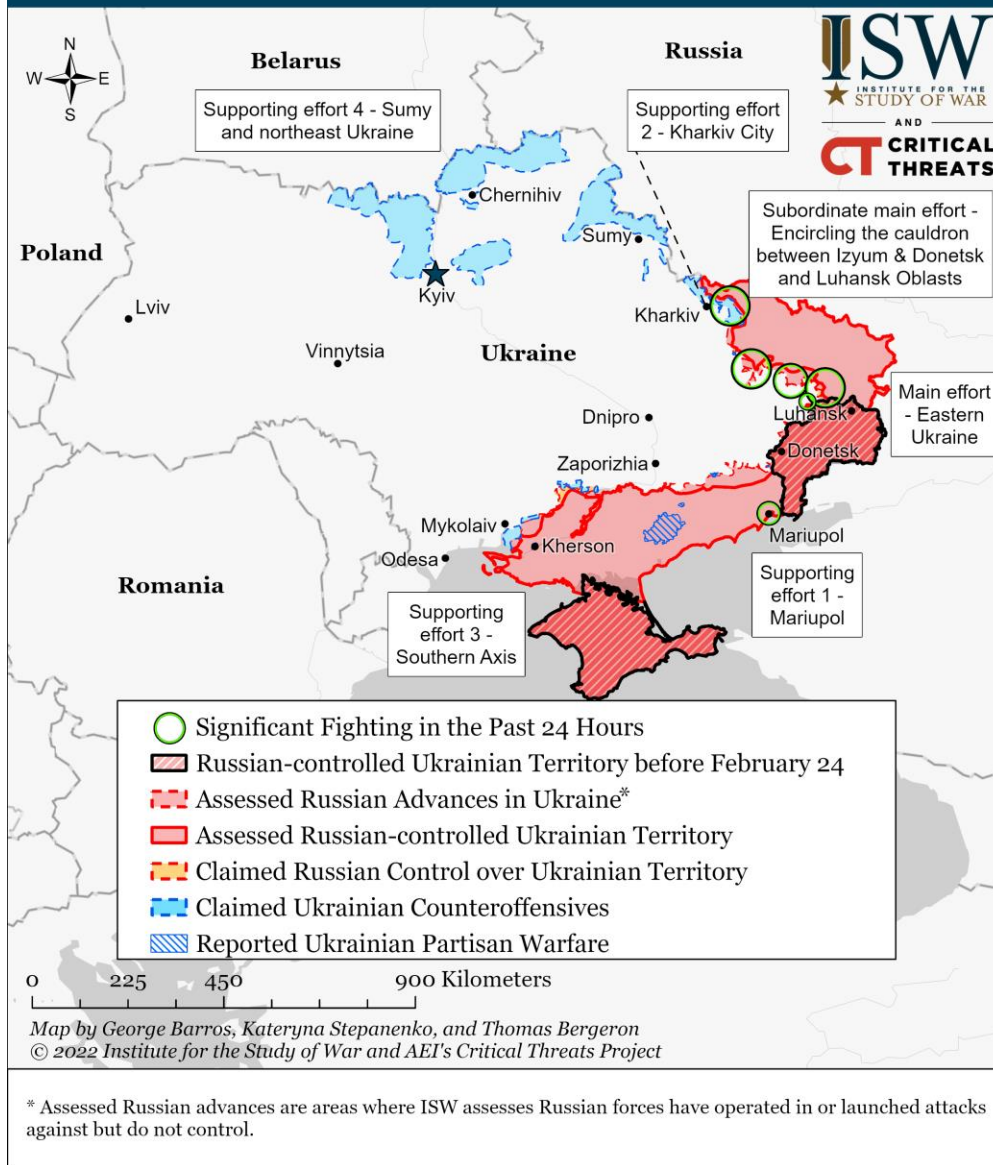 N
W
E
S
Belarus
Russia
ISW
INSTITUTE FOR THE
STUDY OF WAR
AND
CT CRITICAL
THREATS
Supporting effort 4 - Sumy
and northeast Ukraine
Supporting effort
2 - Kharkiv City
Subordinate main effort -
Encircling the cauldron
between Izyum & Donetsk
and Luhansk Oblasts
Chernihiv
Sumy
Poland
Kyiv
Lviv
Kharkiv
Vinnytsia
Ukraine
Main effort
- Eastern
Ukraine
Dnipro
Luhansk
Donetsk
Zaporizhia
Mykolaiv
Kherson
Odesa
Mariupol
Romania
Supporting
effort 1 -
Mariupol
Supporting
effort 3 -
Southern Axis
Significant Fighting in the Past 24 Hours
Russian-controlled Ukrainian Territory before February 24
Assessed Russian Advances in Ukraine*
Assessed Russian-controlled Ukrainian Territory
Claimed Russian Control over Ukrainian Territory
Claimed Ukrainian Counteroffensives
Reported Ukrainian Partisan Warfare
0 225 450 900 Kilometers
Map by George Barros, Kateryna Stepanenko, and Thomas Bergeron
© 2022 Institute for the Study of War and AEI's Critical Threats Project
* Assessed Russian advances are areas where ISW assesses Russian forces have operated in or launched attacks
against but do not control.